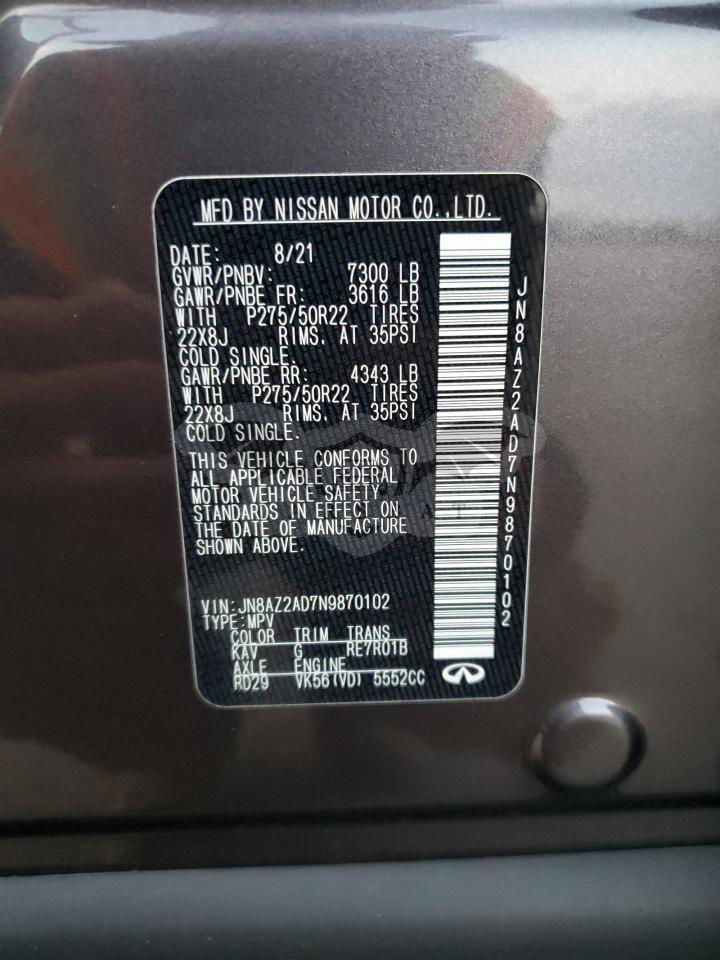 MFD BY NISSAN MOTOR CO.,LTD.
DATE: 8/21
GVWR/PNBV: 7300 LB
GAWR/PNBE FR: 3616 LB
WITH P275/50R22 TIRES
22X8J RIMS. AT 35PSI
COLD SINGLE.
GAWR/PNBE RR: 4343 LB
WITH P275/50R22 TIRES
22X8J RIMS. AT 35PSI
COLD SINGLE.
THIS VEHICLE CONFORMS TO
ALL APPLICABLE FEDERAL
MOTOR VEHICLE SAFETY
STANDARDS IN EFFECT ON
THE DATE OF MANUFACTURE
SHOWN ABOVE.
VIN:JN8AZ2AD7N9870102
TYPE:MPV
COLOR TRIM TRANS
KAV G RE7R01B
AXLE ENGINE
RD29 VK56(VD) 5552CC
JN8AZ2AD7N9870102